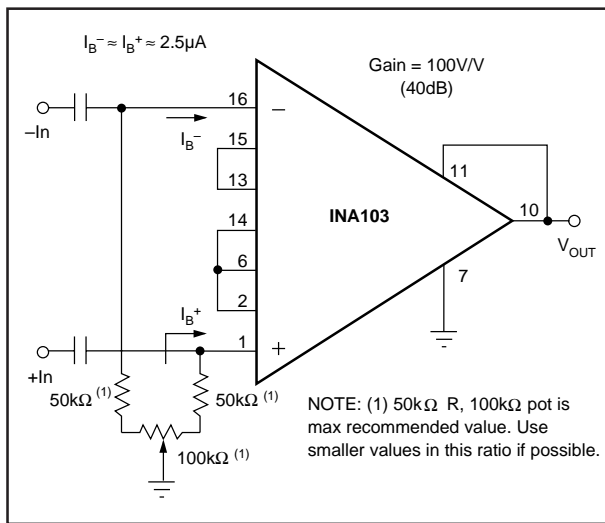 I_B^– ≈ I_B^+ ≈ 2.5μA
Gain = 100V/V
(40dB)
–In
16
–
I_B^–
15
13
14
6
2
INA103
11
10
V_OUT
7
I_B^+
1
+
+In
50kΩ (1)
50kΩ (1)
100kΩ (1)
NOTE: (1) 50kΩ R, 100kΩ pot is
max recommended value. Use
smaller values in this ratio if possible.